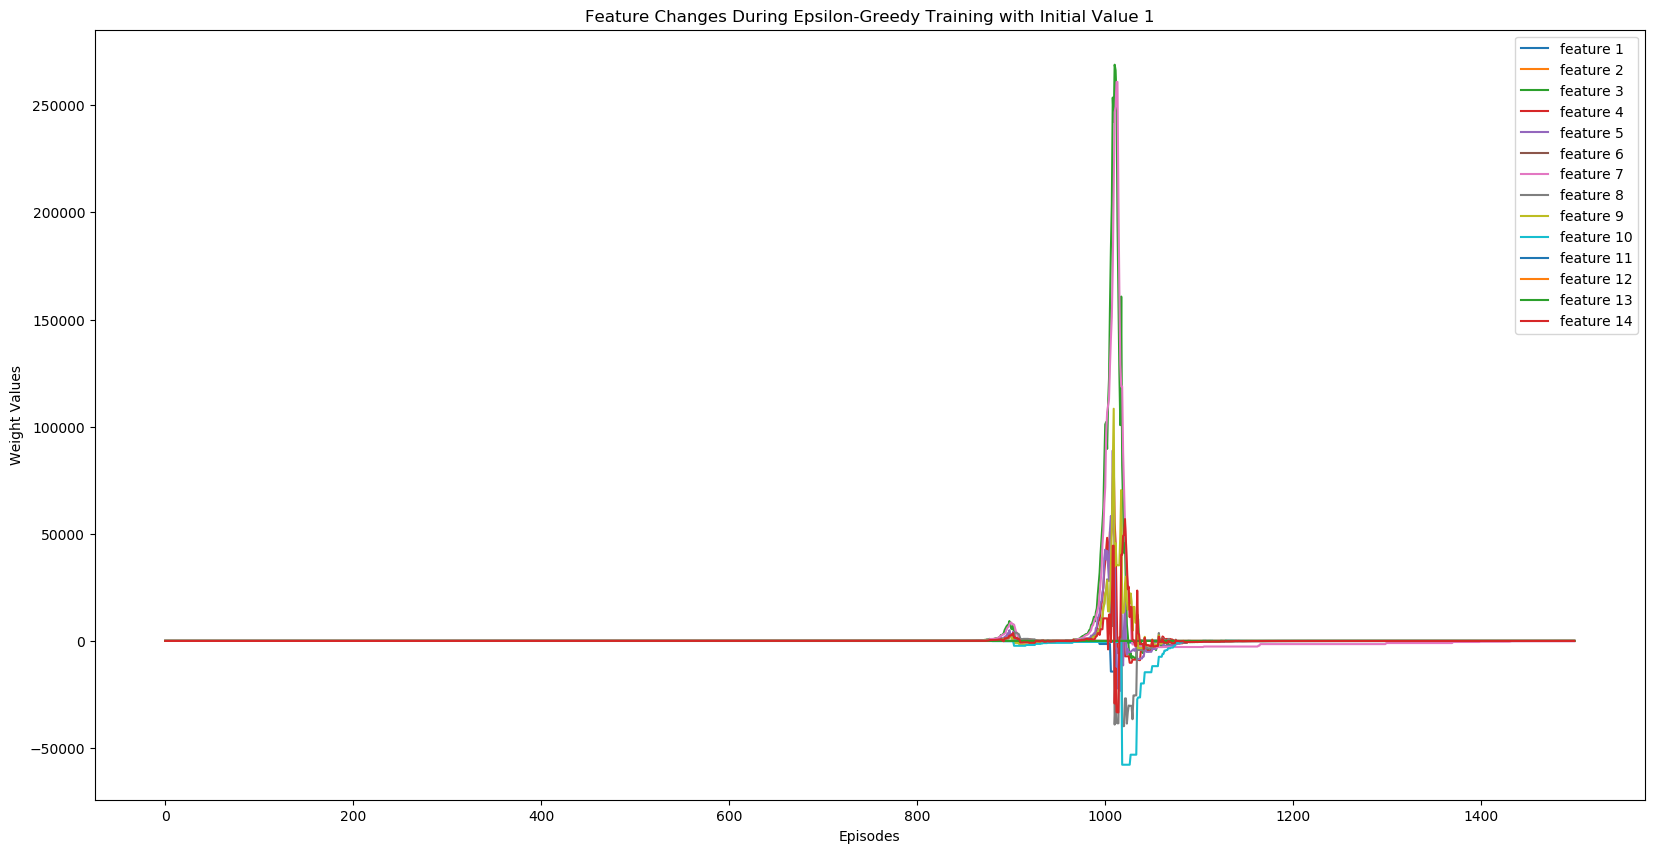 Feature Changes During Epsilon-Greedy Training with Initial Value 1
250000
200000
150000
100000
50000
0
−50000
Weight Values
0 200 400 600 800 1000 1200 1400
Episodes
feature 1
feature 2
feature 3
feature 4
feature 5
feature 6
feature 7
feature 8
feature 9
feature 10
feature 11
feature 12
feature 13
feature 14